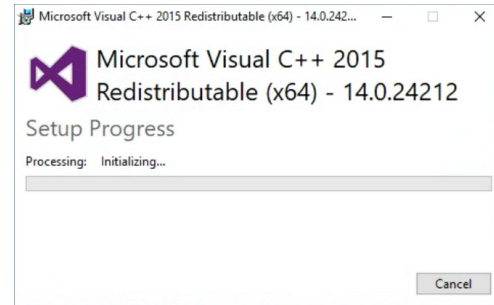 Microsoft Visual C++ 2015 Redistributable (x64) - 14.0.242...
Microsoft Visual C++ 2015
Redistributable (x64) - 14.0.24212
Setup Progress
Processing: Initializing...
Cancel